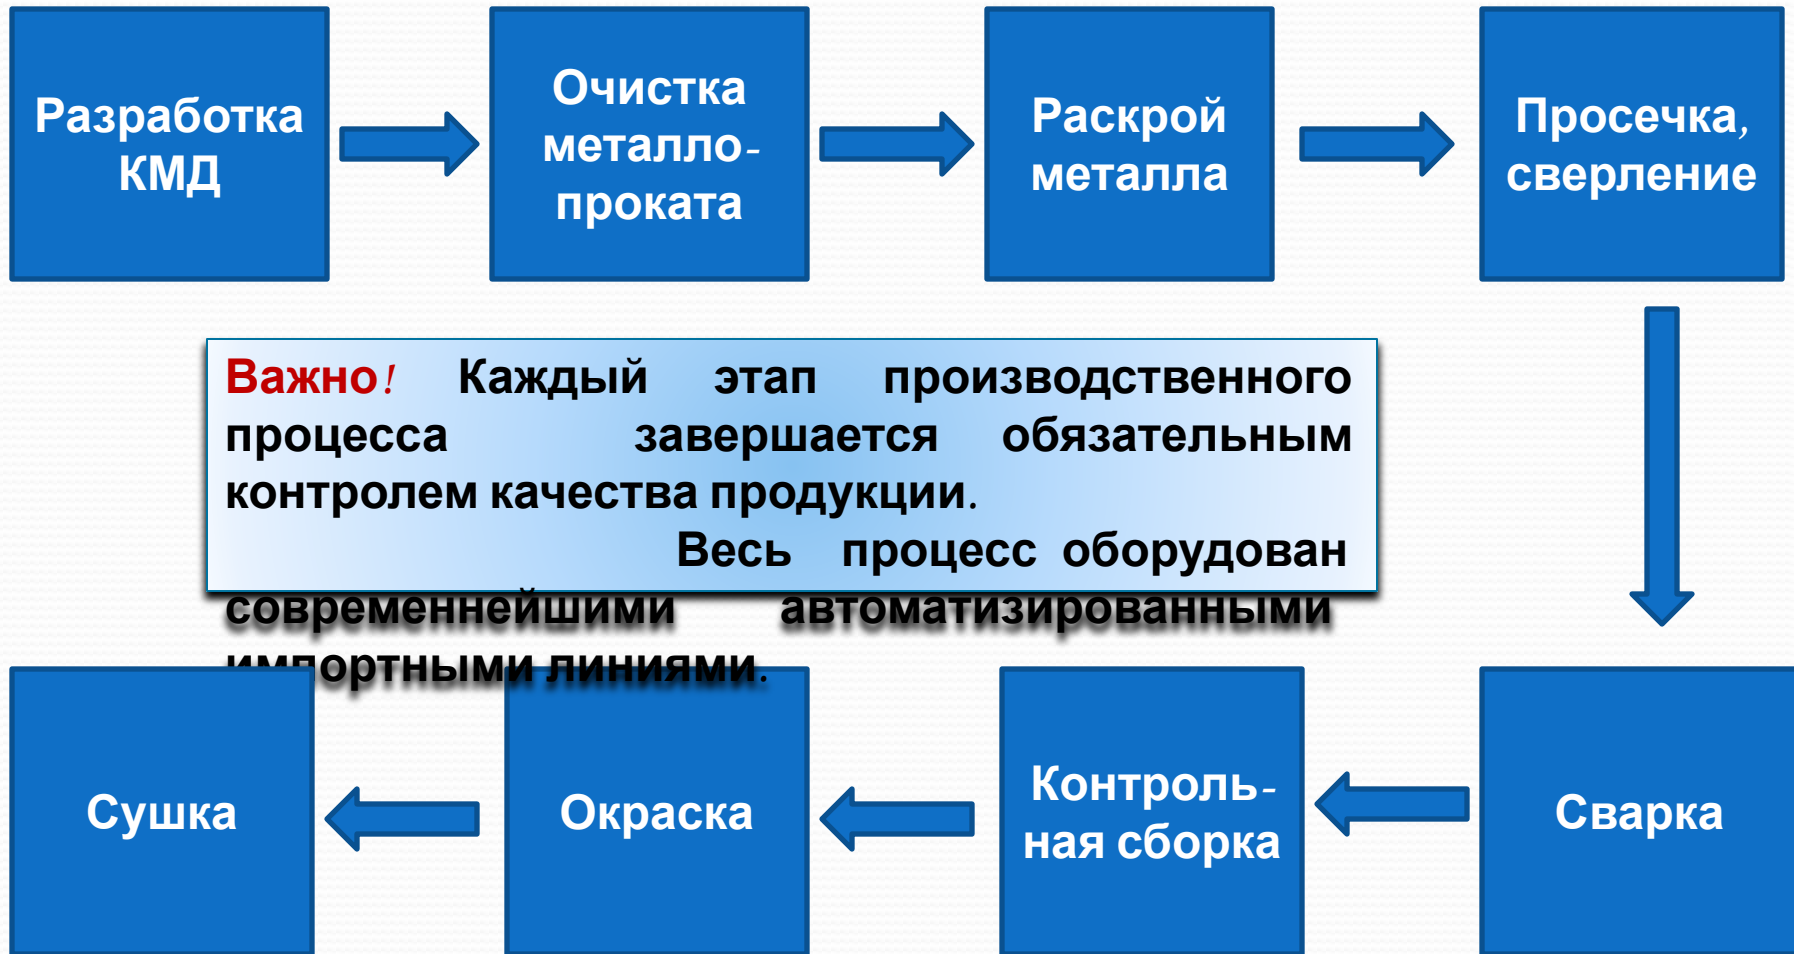 Разработка
КМД
Очистка
металло-
проката
Раскрой
металла
Просечка,
сверление
Важно! Каждый этап производственного
процесса завершается обязательным
контролем качества продукции.
Весь процесс оборудован
современнейшими автоматизированными
импортными линиями.
Сушка
Окраска
Контроль-
ная сборка
Сварка